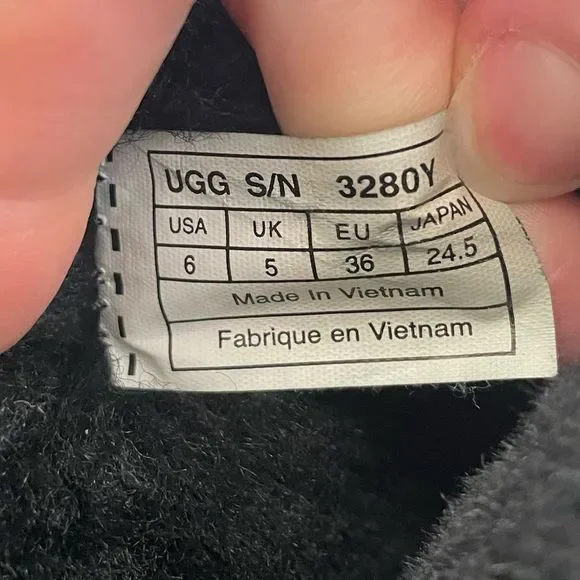 UGG S/N 3280Y
USA UK EU JAPAN
6 5 36 24.5
Made In Vietnam
Fabrique en Vietnam